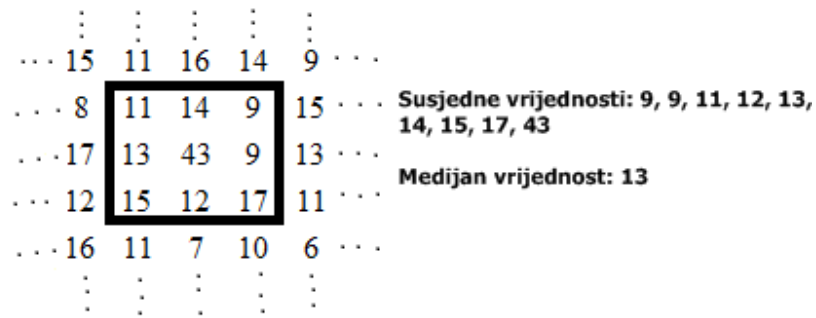 ··· 15 11 16 14 9 ···
··· 8 11 14 9 15 ···
··· 17 13 43 9 13 ···
··· 12 15 12 17 11 ···
··· 16 11 7 10 6 ···
Susjedne vrijednosti: 9, 9, 11, 12, 13,
14, 15, 17, 43
Medijan vrijednost: 13